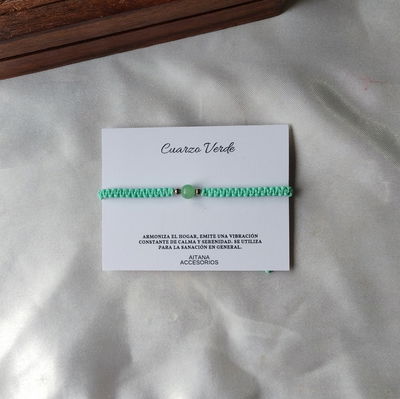 Cuarzo Verde
ARMONIZA EL HOGAR, EMITE UNA VIBRACIÓN
CONSTANTE DE CALMA Y SERENIDAD. SE UTILIZA
PARA LA SANACIÓN EN GENERAL.
AITANA
ACCESORIOS